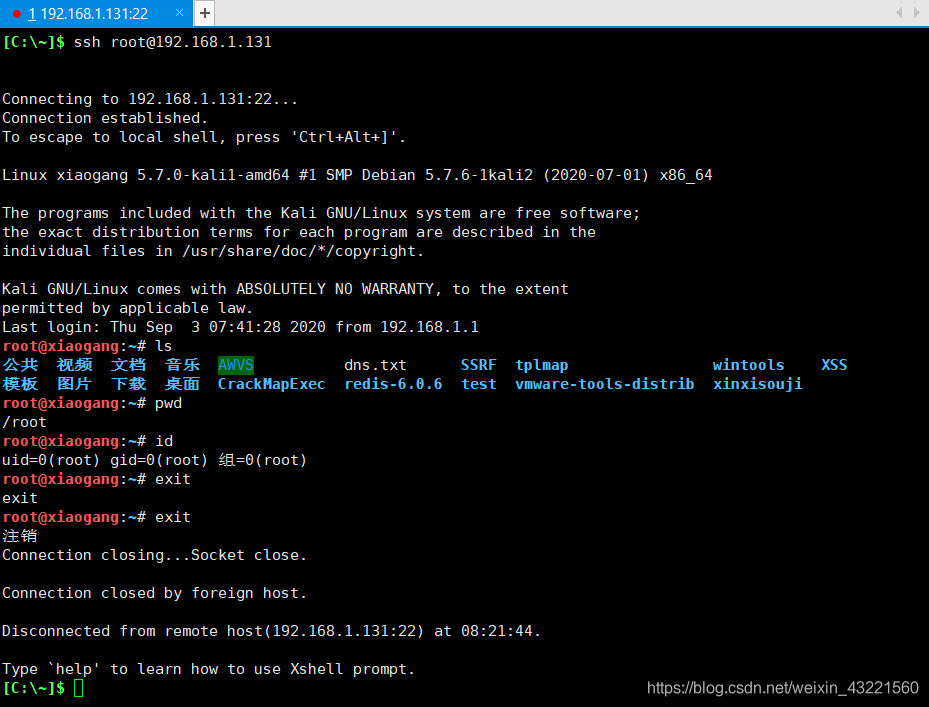 1 192.168.1.131:22 × +
[C:\~]$ ssh root@192.168.1.131
Connecting to 192.168.1.131:22...
Connection established.
To escape to local shell, press 'Ctrl+Alt+]'.
Linux xiaogang 5.7.0-kali1-amd64 #1 SMP Debian 5.7.6-1kali2 (2020-07-01) x86_64
The programs included with the Kali GNU/Linux system are free software;
the exact distribution terms for each program are described in the
individual files in /usr/share/doc/*/copyright.
Kali GNU/Linux comes with ABSOLUTELY NO WARRANTY, to the extent
permitted by applicable law.
Last login: Thu Sep  3 07:41:28 2020 from 192.168.1.1
root@xiaogang:~# ls
公共 视频 文档 音乐 AWVS dns.txt SSRF tplmap wintools XSS
模板 图片 下载 桌面 CrackMapExec redis-6.0.6 test vmware-tools-distrib xinxisouji
root@xiaogang:~# pwd
/root
root@xiaogang:~# id
uid=0(root) gid=0(root) 组=0(root)
root@xiaogang:~# exit
exit
root@xiaogang:~# exit
注销
Connection closing...Socket close.
Connection closed by foreign host.
Disconnected from remote host(192.168.1.131:22) at 08:21:44.
Type `help' to learn how to use Xshell prompt.
[C:\~]$
https://blog.csdn.net/weixin_43221560